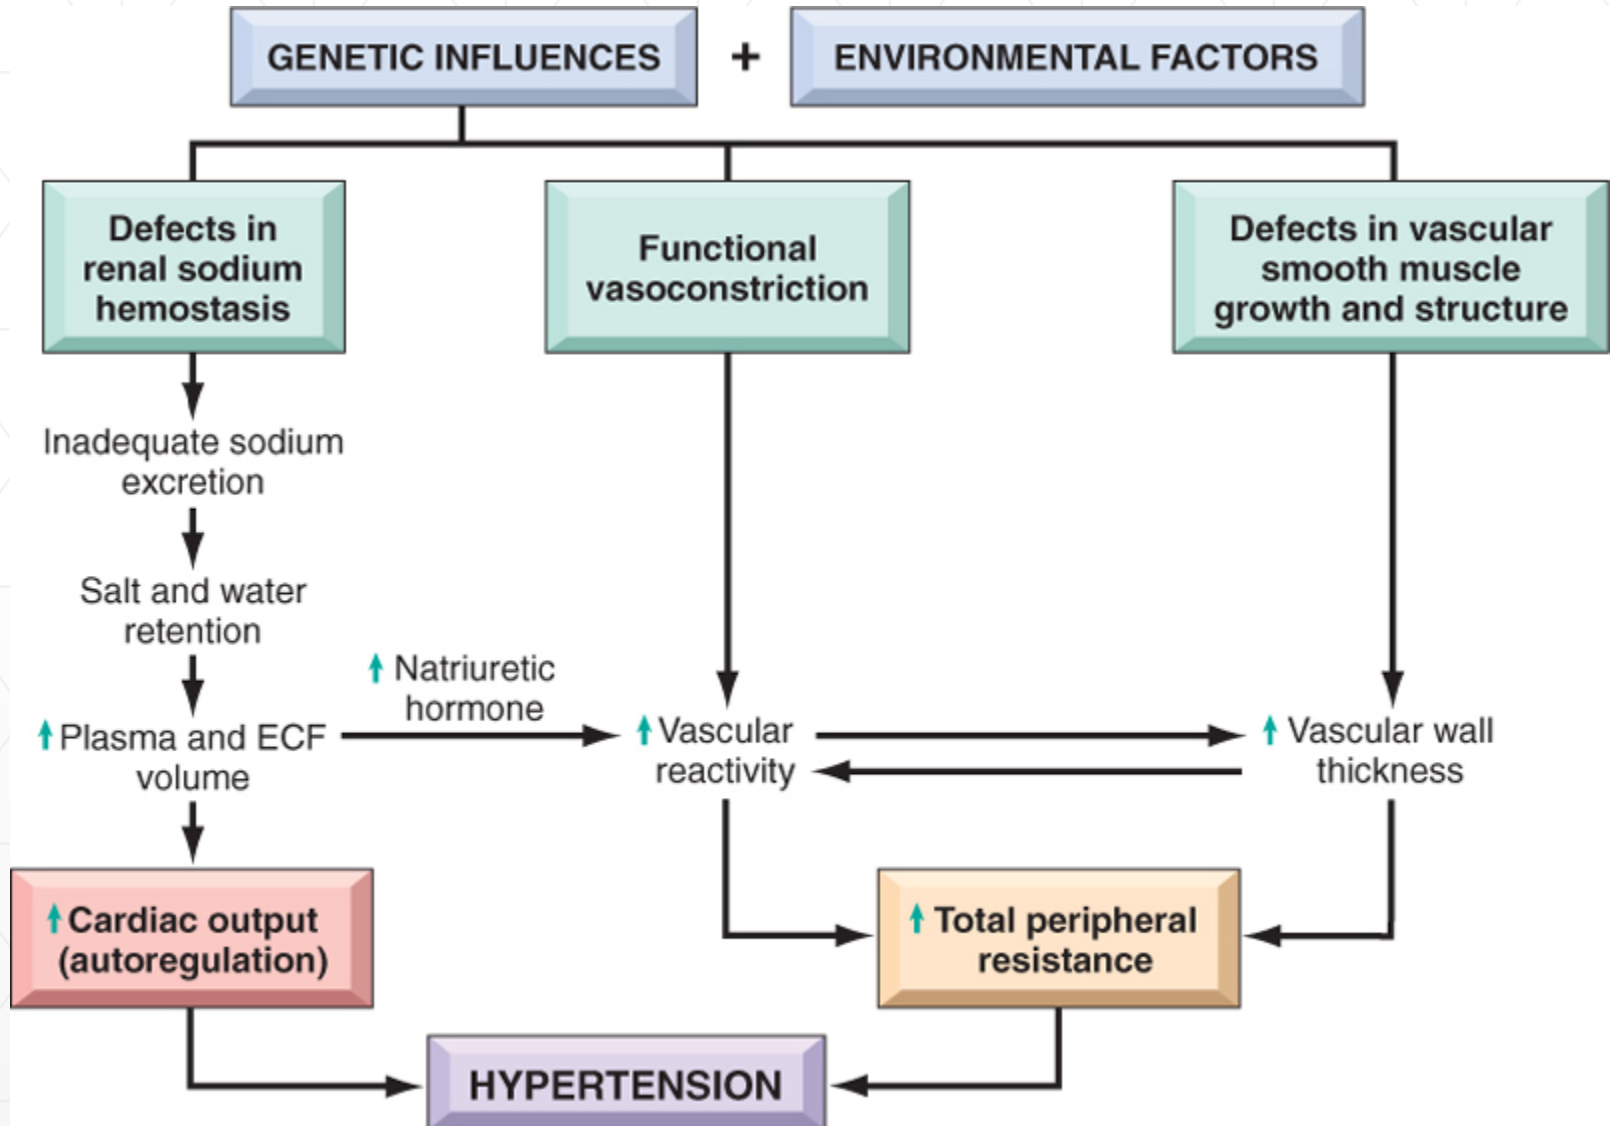 GENETIC INFLUENCES + ENVIRONMENTAL FACTORS
Defects in
renal sodium
hemostasis
Functional
vasoconstriction
Defects in vascular
smooth muscle
growth and structure
Inadequate sodium
excretion
Salt and water
retention
↑ Plasma and ECF
volume
↑ Natriuretic
hormone
↑ Vascular
reactivity
↑ Vascular wall
thickness
↑ Cardiac output
(autoregulation)
↑ Total peripheral
resistance
HYPERTENSION